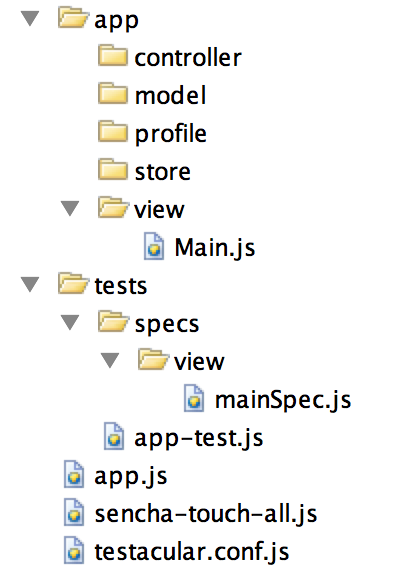 app
controller
model
profile
store
view
Main.js
tests
specs
view
mainSpec.js
app-test.js
app.js
sencha-touch-all.js
testacular.conf.js